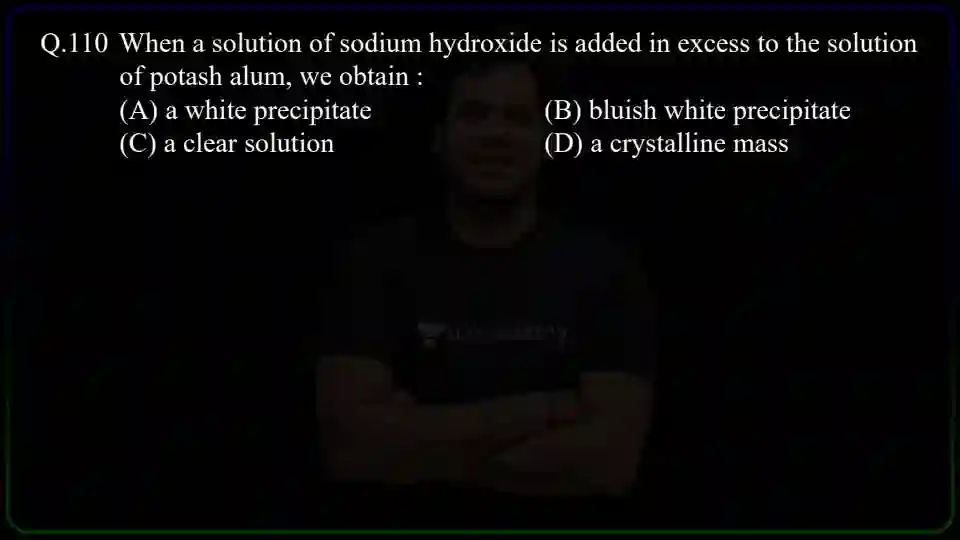 Q.110 When a solution of sodium hydroxide is added in excess to the solution
of potash alum, we obtain :
(A) a white precipitate (B) bluish white precipitate
(C) a clear solution (D) a crystalline mass